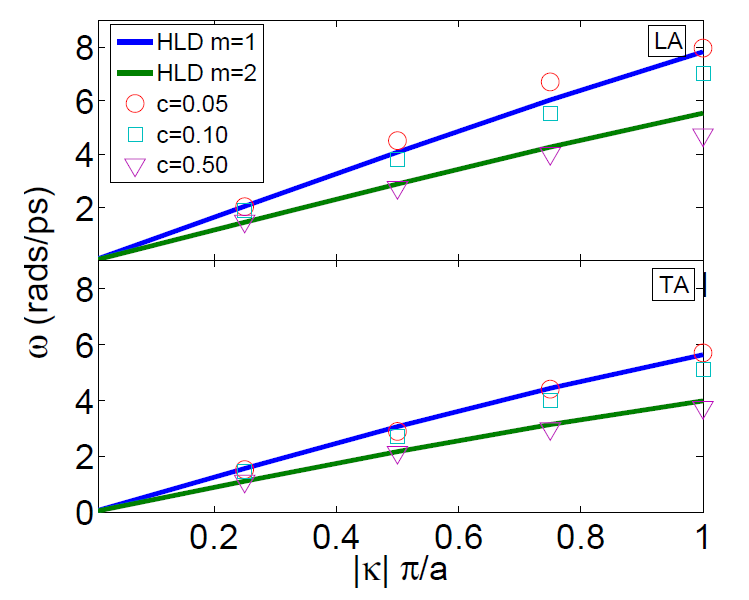 LA
HLD m=1
HLD m=2
c=0.05
c=0.10
c=0.50
8
6
4
2
ω (rads/ps)
TA
8
6
4
2
0
0.2 0.4 0.6 0.8 1
|κ| π/a